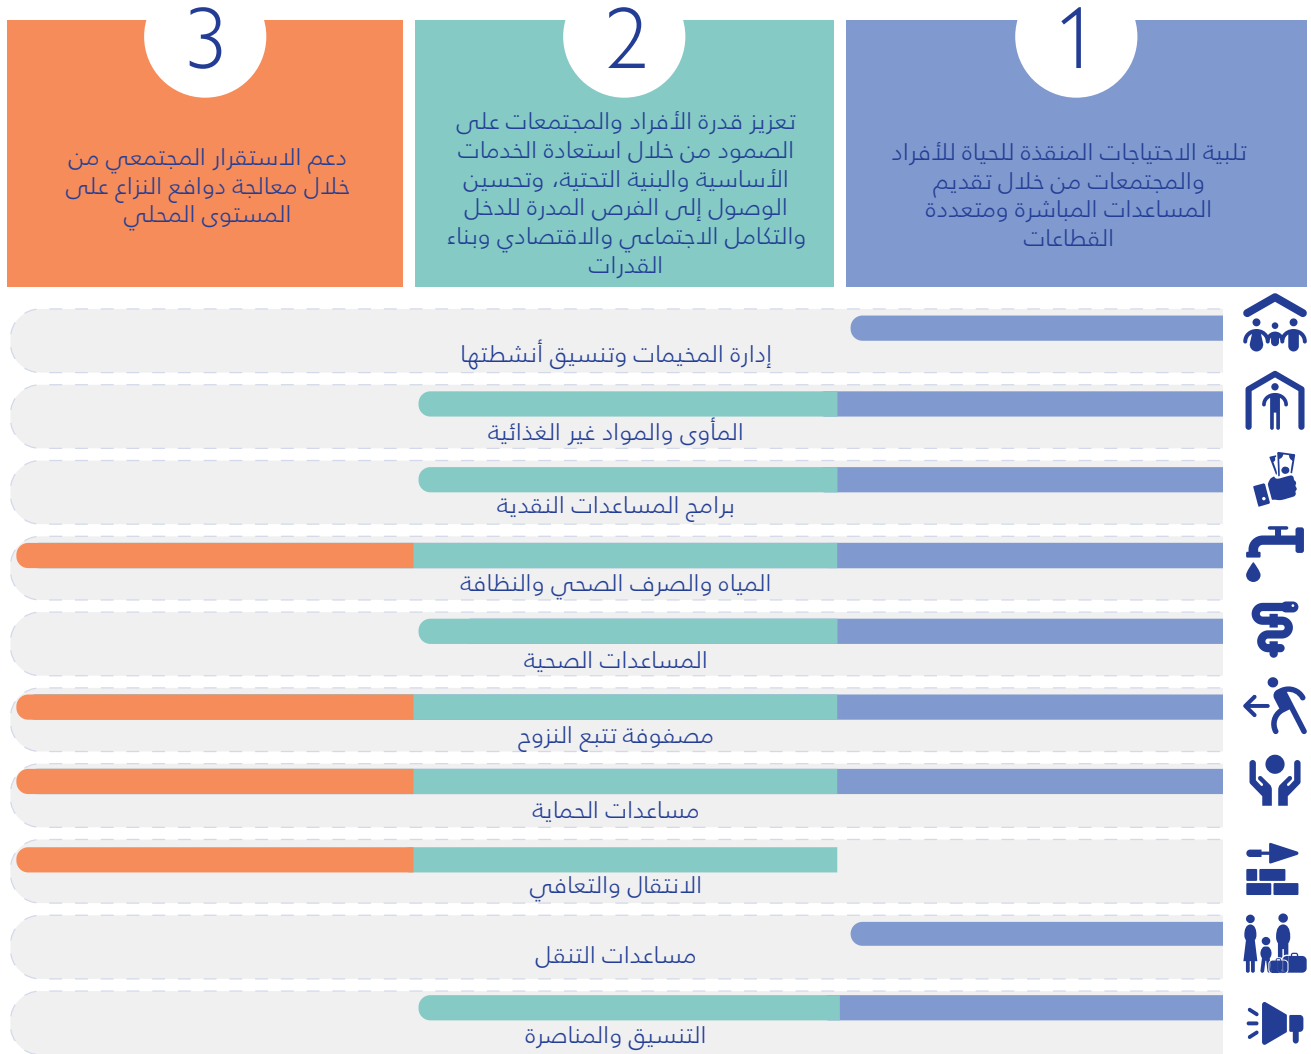 1
تلبية الاحتياجات المنقذة للحياة للأفراد
والمجتمعات من خلال تقديم
المساعدات المباشرة ومتعددة
القطاعات
2
تعزيز قدرة الأفراد والمجتمعات على
الصمود من خلال استعادة الخدمات
الأساسية والبنية التحتية، وتحسين
الوصول إلى الفرص المدرة للدخل
والتكامل الاجتماعي والاقتصادي وبناء
القدرات
3
دعم الاستقرار المجتمعي من
خلال معالجة دوافع النزاع على
المستوى المحلي
إدارة المخيمات وتنسيق أنشطتها
المأوى والمواد غير الغذائية
برامج المساعدات النقدية
المياه والصرف الصحي والنظافة
المساعدات الصحية
مصفوفة تتبع النزوح
مساعدات الحماية
الانتقال والتعافي
مساعدات التنقل
التنسيق والمناصرة